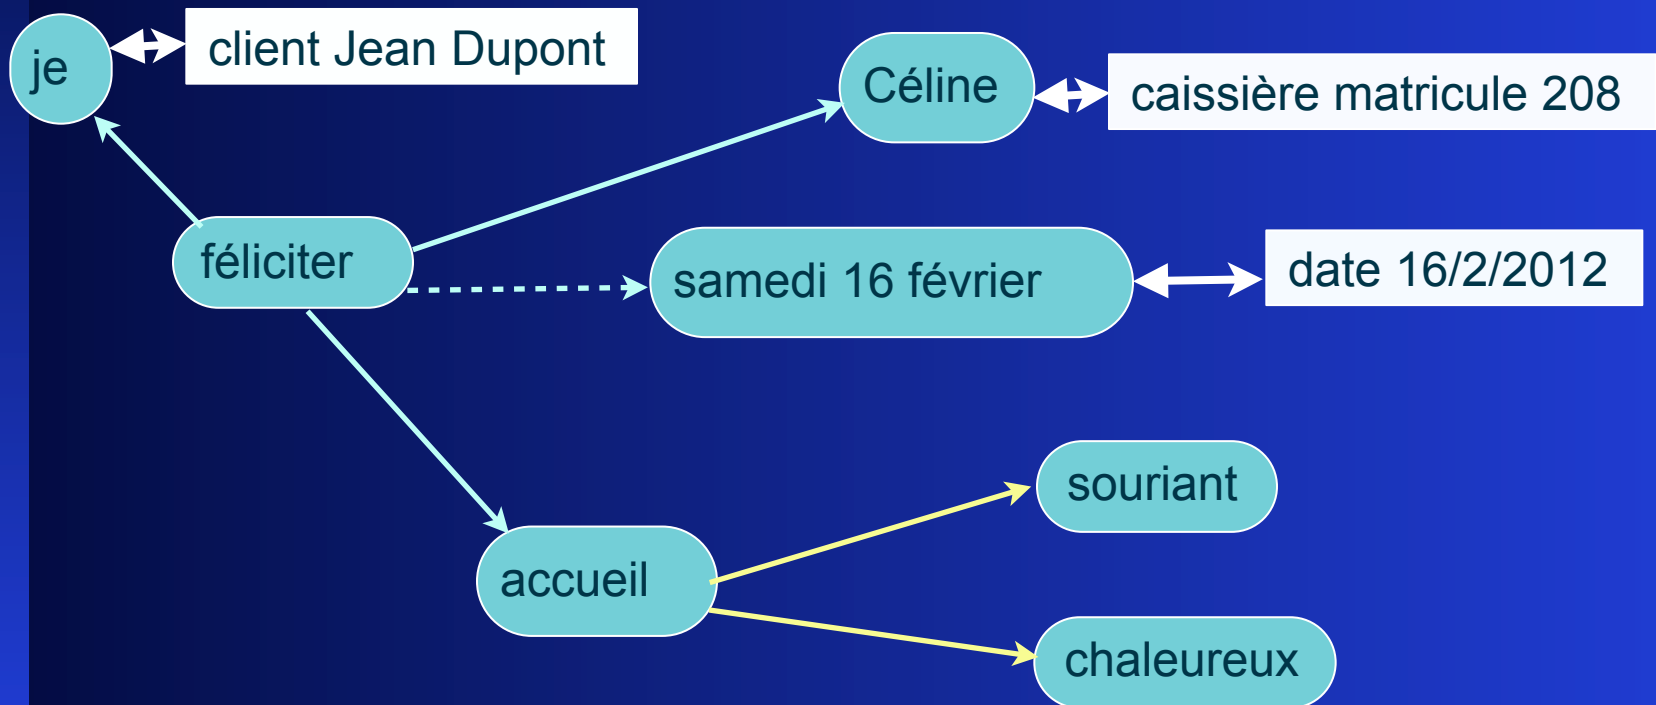 je
client Jean Dupont
Céline
caissière matricule 208
féliciter
samedi 16 février
date 16/2/2012
souriant
accueil
chaleureux